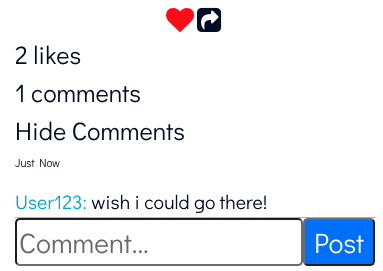 2 likes
1 comments
Hide Comments
Just Now
User123: wish i could go there!
Comment... Post